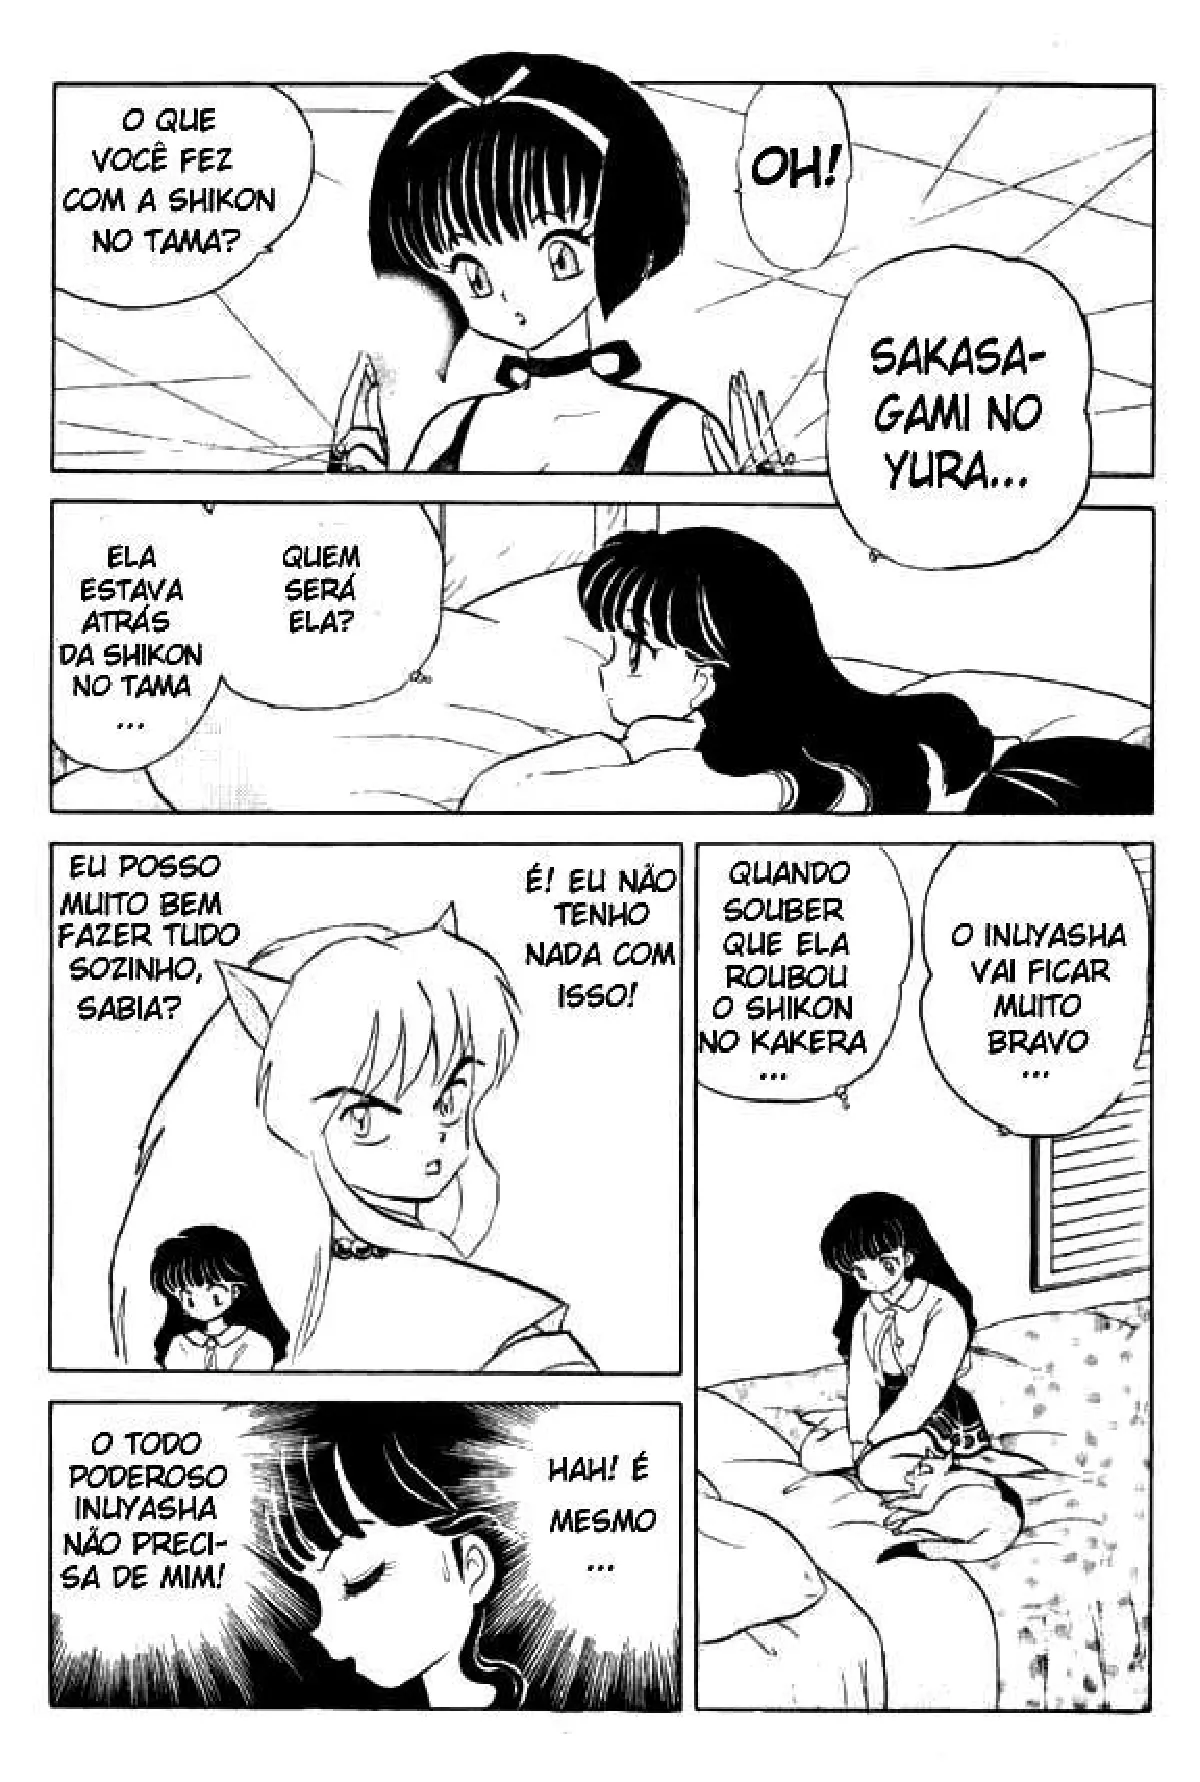 OH!
SAKASA-
GAMI NO
YURA...
O QUE
VOCÊ FEZ
COM A SHIKON
NO TAMA?
QUEM
SERÁ
ELA?
ELA
ESTAVA
ATRÁS
DA SHIKON
NO TAMA
...
O INUYASHA
VAI FICAR
MUITO
BRAVO
...
QUANDO
SOUBER
QUE ELA
ROUBOU
O SHIKON
NO KAKERA
...
É! EU NÃO
TENHO
NADA COM
ISSO!
EU POSSO
MUITO BEM
FAZER TUDO
SOZINHO,
SABIA?
HAH! É
MESMO
...
O TODO
PODEROSO
INUYASHA
NÃO PRECI-
SA DE MIM!